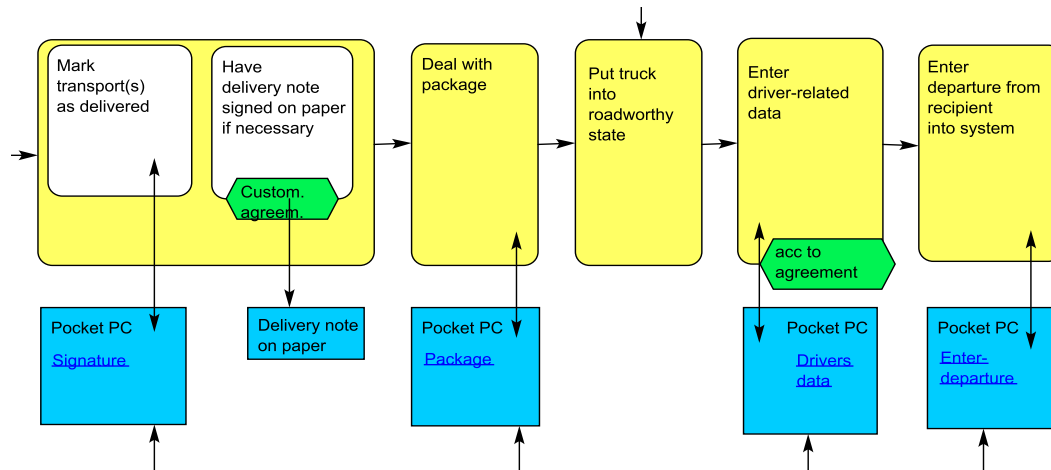 Mark
transport(s)
as delivered
Have
delivery note
signed on paper
if necessary
Custom.
agreem.
Deal with
package
Put truck
into
roadworthy
state
Enter
driver-related
data
acc to
agreement
Enter
departure from
recipient
into system
Pocket PC
Signature
Delivery note
on paper
Pocket PC
Package
Pocket PC
Drivers
data
Pocket PC
Enter-
departure